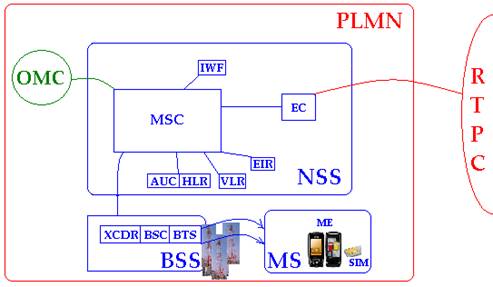 PLMN
OMC
IWF
MSC
EC
R
T
P
C
EIR
AUC HLR VLR
NSS
XCDR BSC BTS
BSS
MS
ME
SIM